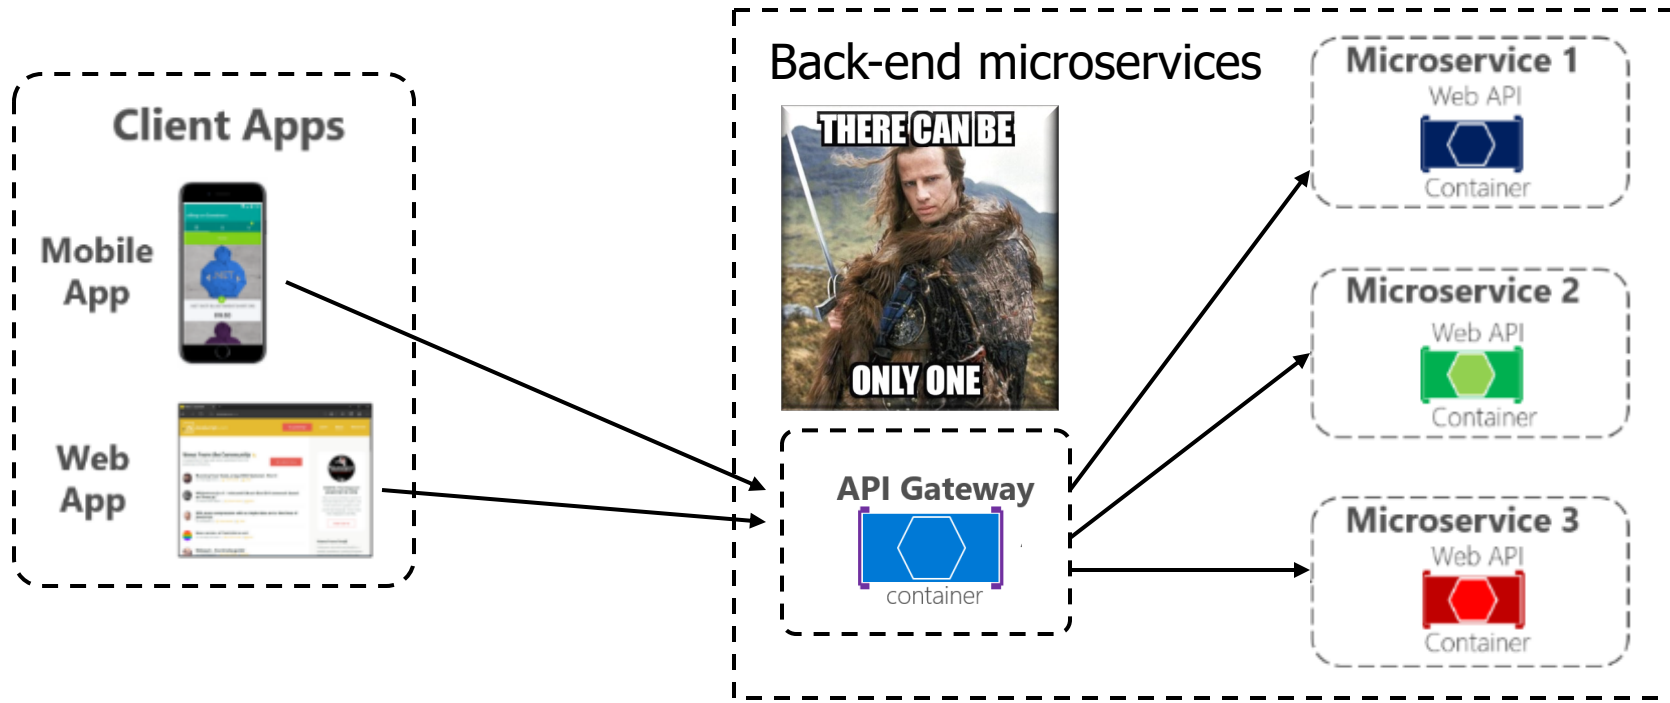 Client Apps
Mobile
App
.NET
Web
App
Back-end microservices
THERE CAN BE
ONLY ONE
API Gateway
container
Microservice 1
Web API
Container
Microservice 2
Web API
Container
Microservice 3
Web API
Container